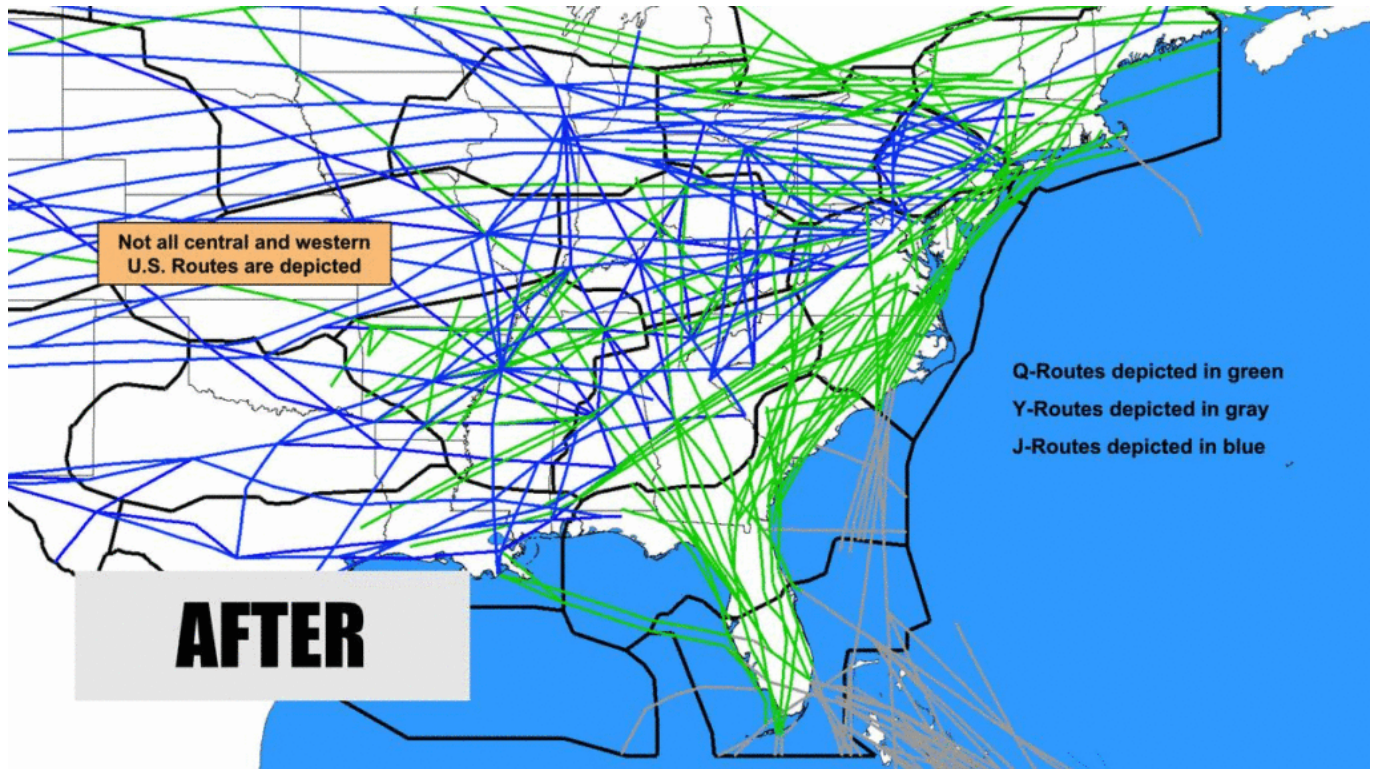 Not all central and western
U.S. Routes are depicted
Q-Routes depicted in green
Y-Routes depicted in gray
J-Routes depicted in blue
AFTER